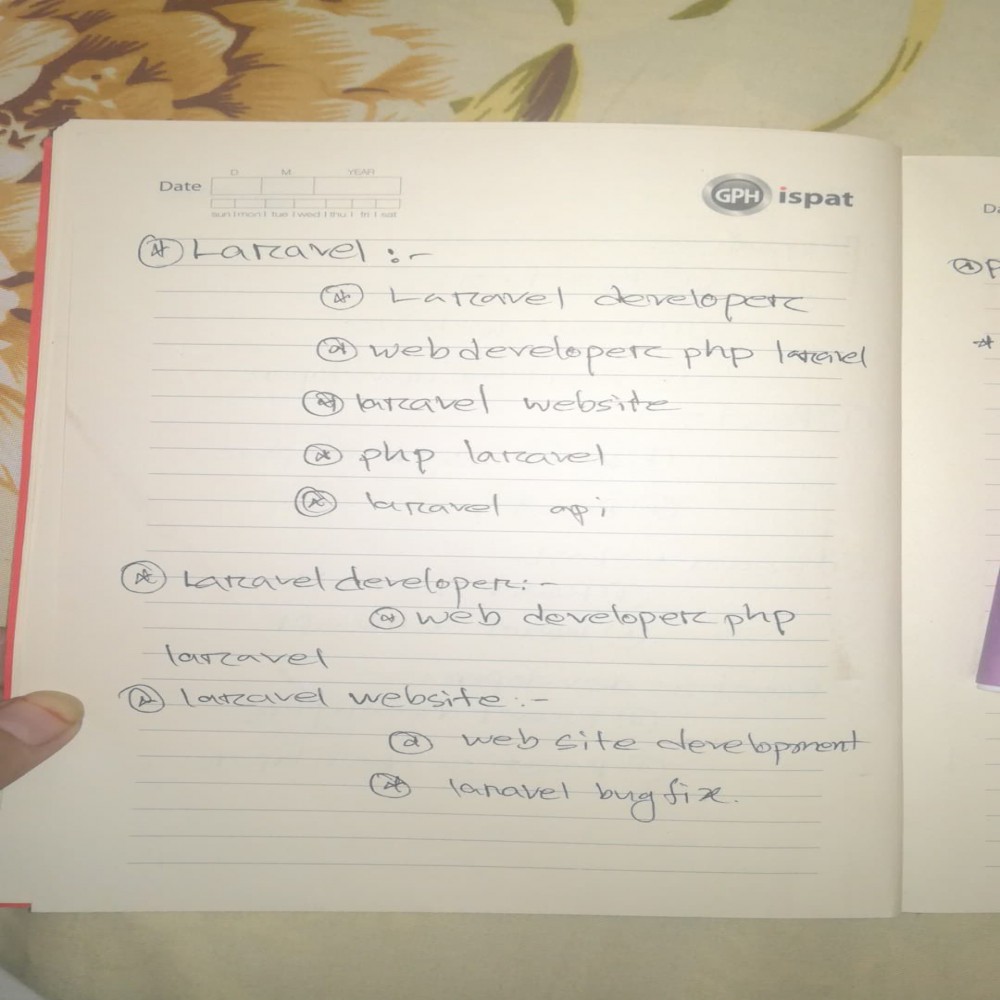 D M YEAR
Date
sun | mon | tue | wed | thu | fri | sat
GPH ispat
Laravel :-
Laravel developer
web developer php laravel
laravel website
php laravel
laravel api
Laravel developer :-
web developer php
laravel
laravel website :-
web site development
laravel bug fix.